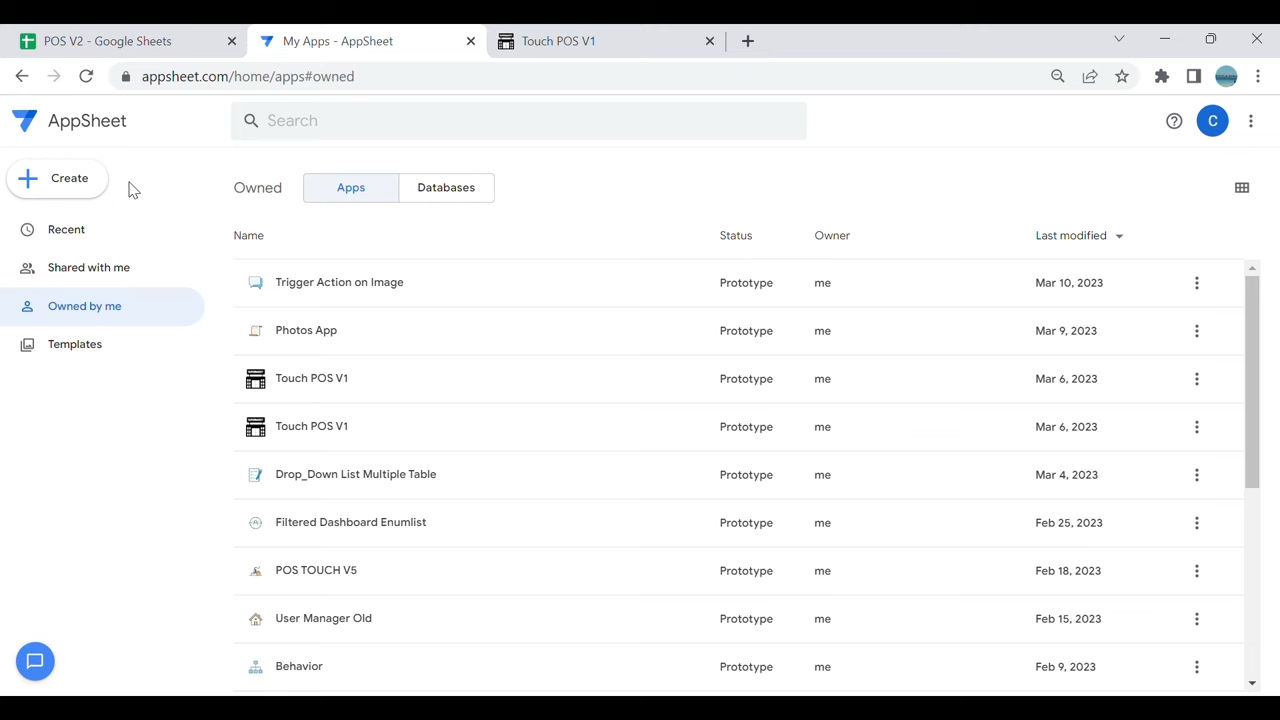 POS V2 - Google Sheets
My Apps - AppSheet
Touch POS V1
appsheet.com/home/apps#owned
AppSheet
Search
C
Create
Owned
Apps
Databases
Recent
Shared with me
Owned by me
Templates
Name Status Owner Last modified
Trigger Action on Image Prototype me Mar 10, 2023
Photos App Prototype me Mar 9, 2023
Touch POS V1 Prototype me Mar 6, 2023
Touch POS V1 Prototype me Mar 6, 2023
Drop_Down List Multiple Table Prototype me Mar 4, 2023
Filtered Dashboard Enumlist Prototype me Feb 25, 2023
POS TOUCH V5 Prototype me Feb 18, 2023
User Manager Old Prototype me Feb 15, 2023
Behavior Prototype me Feb 9, 2023